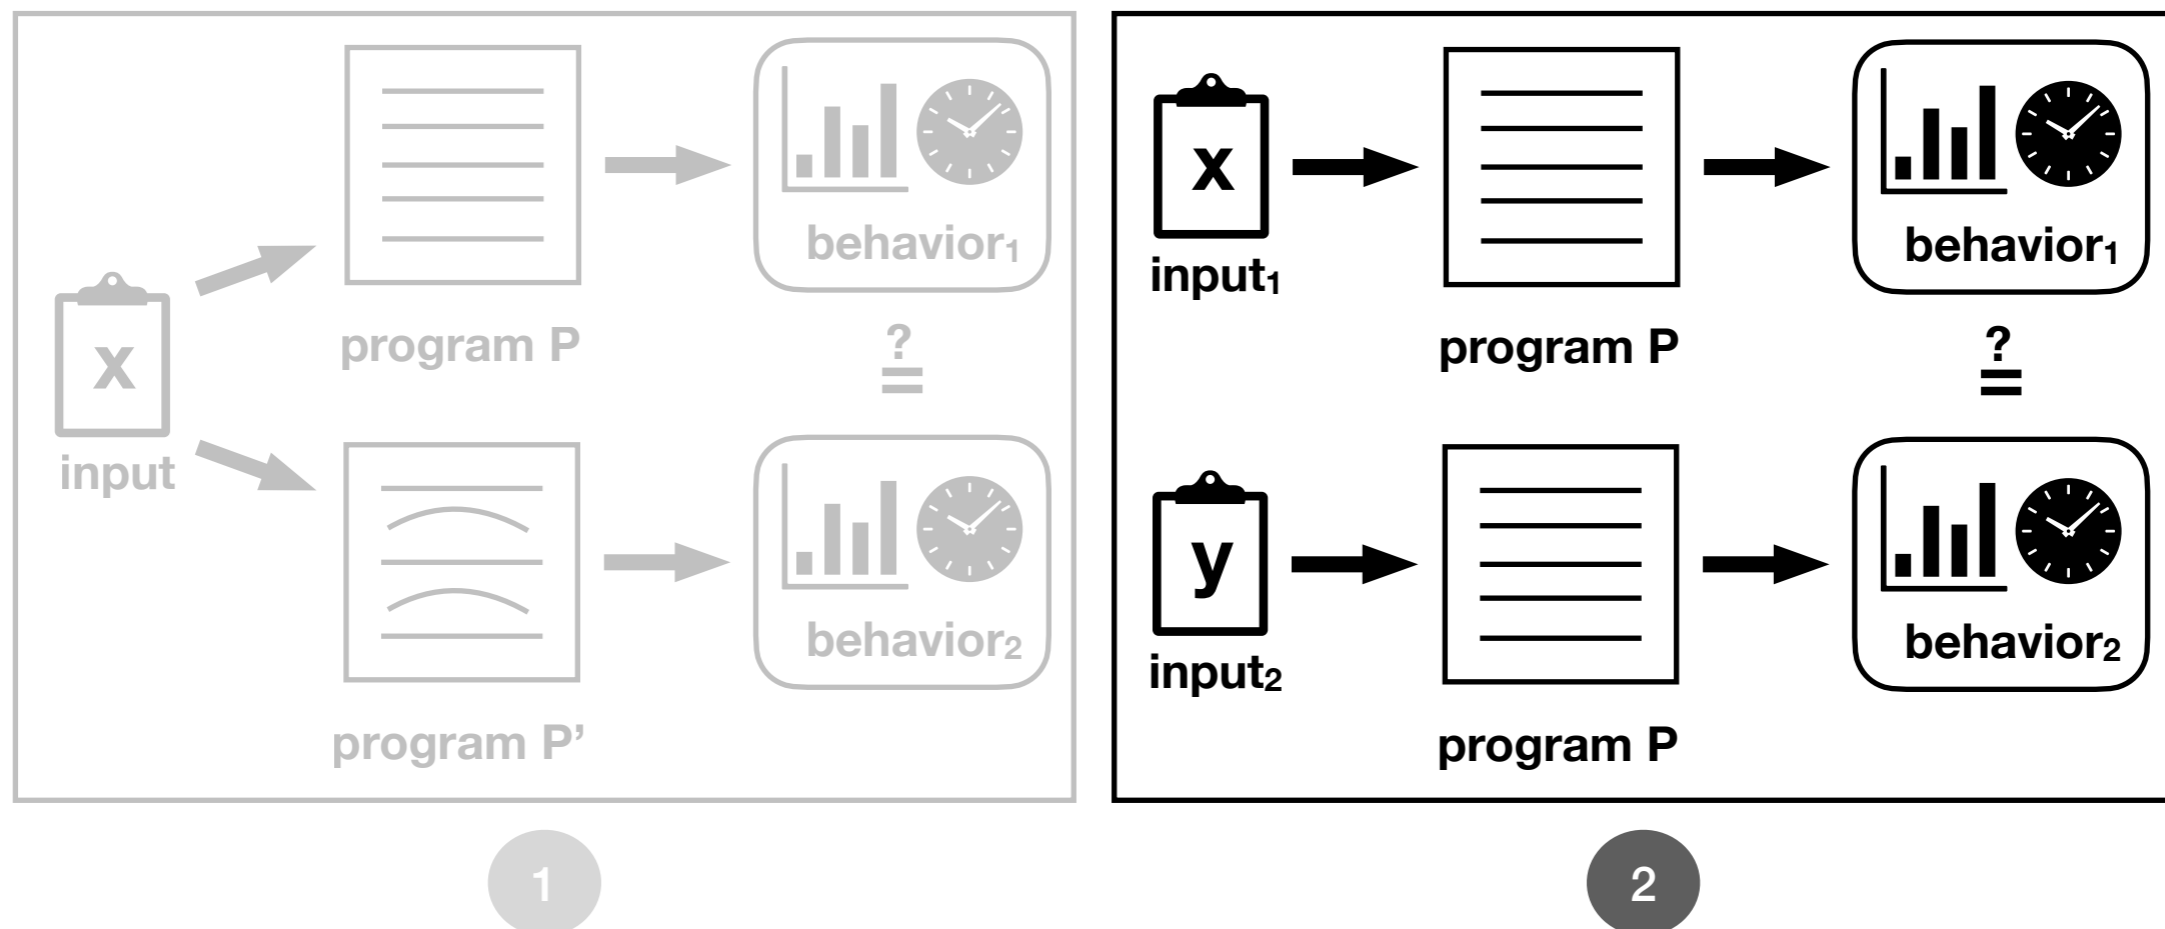 x
input
program P
behavior₁
?
=
program P’
behavior₂
1
x
input₁
program P
behavior₁
?
=
y
input₂
program P
behavior₂
2